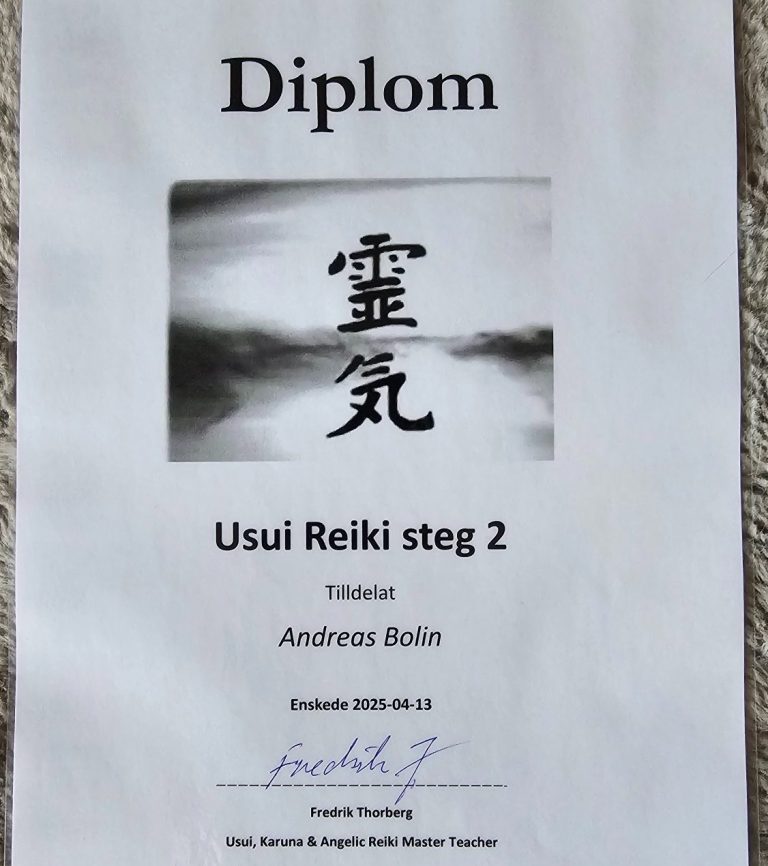 Diplom
霊
気
Usui Reiki steg 2
Tilldelat
Andreas Bolin
Enskede 2025-04-13
Fredrik T
Fredrik Thorberg
Usui, Karuna & Angelic Reiki Master Teacher